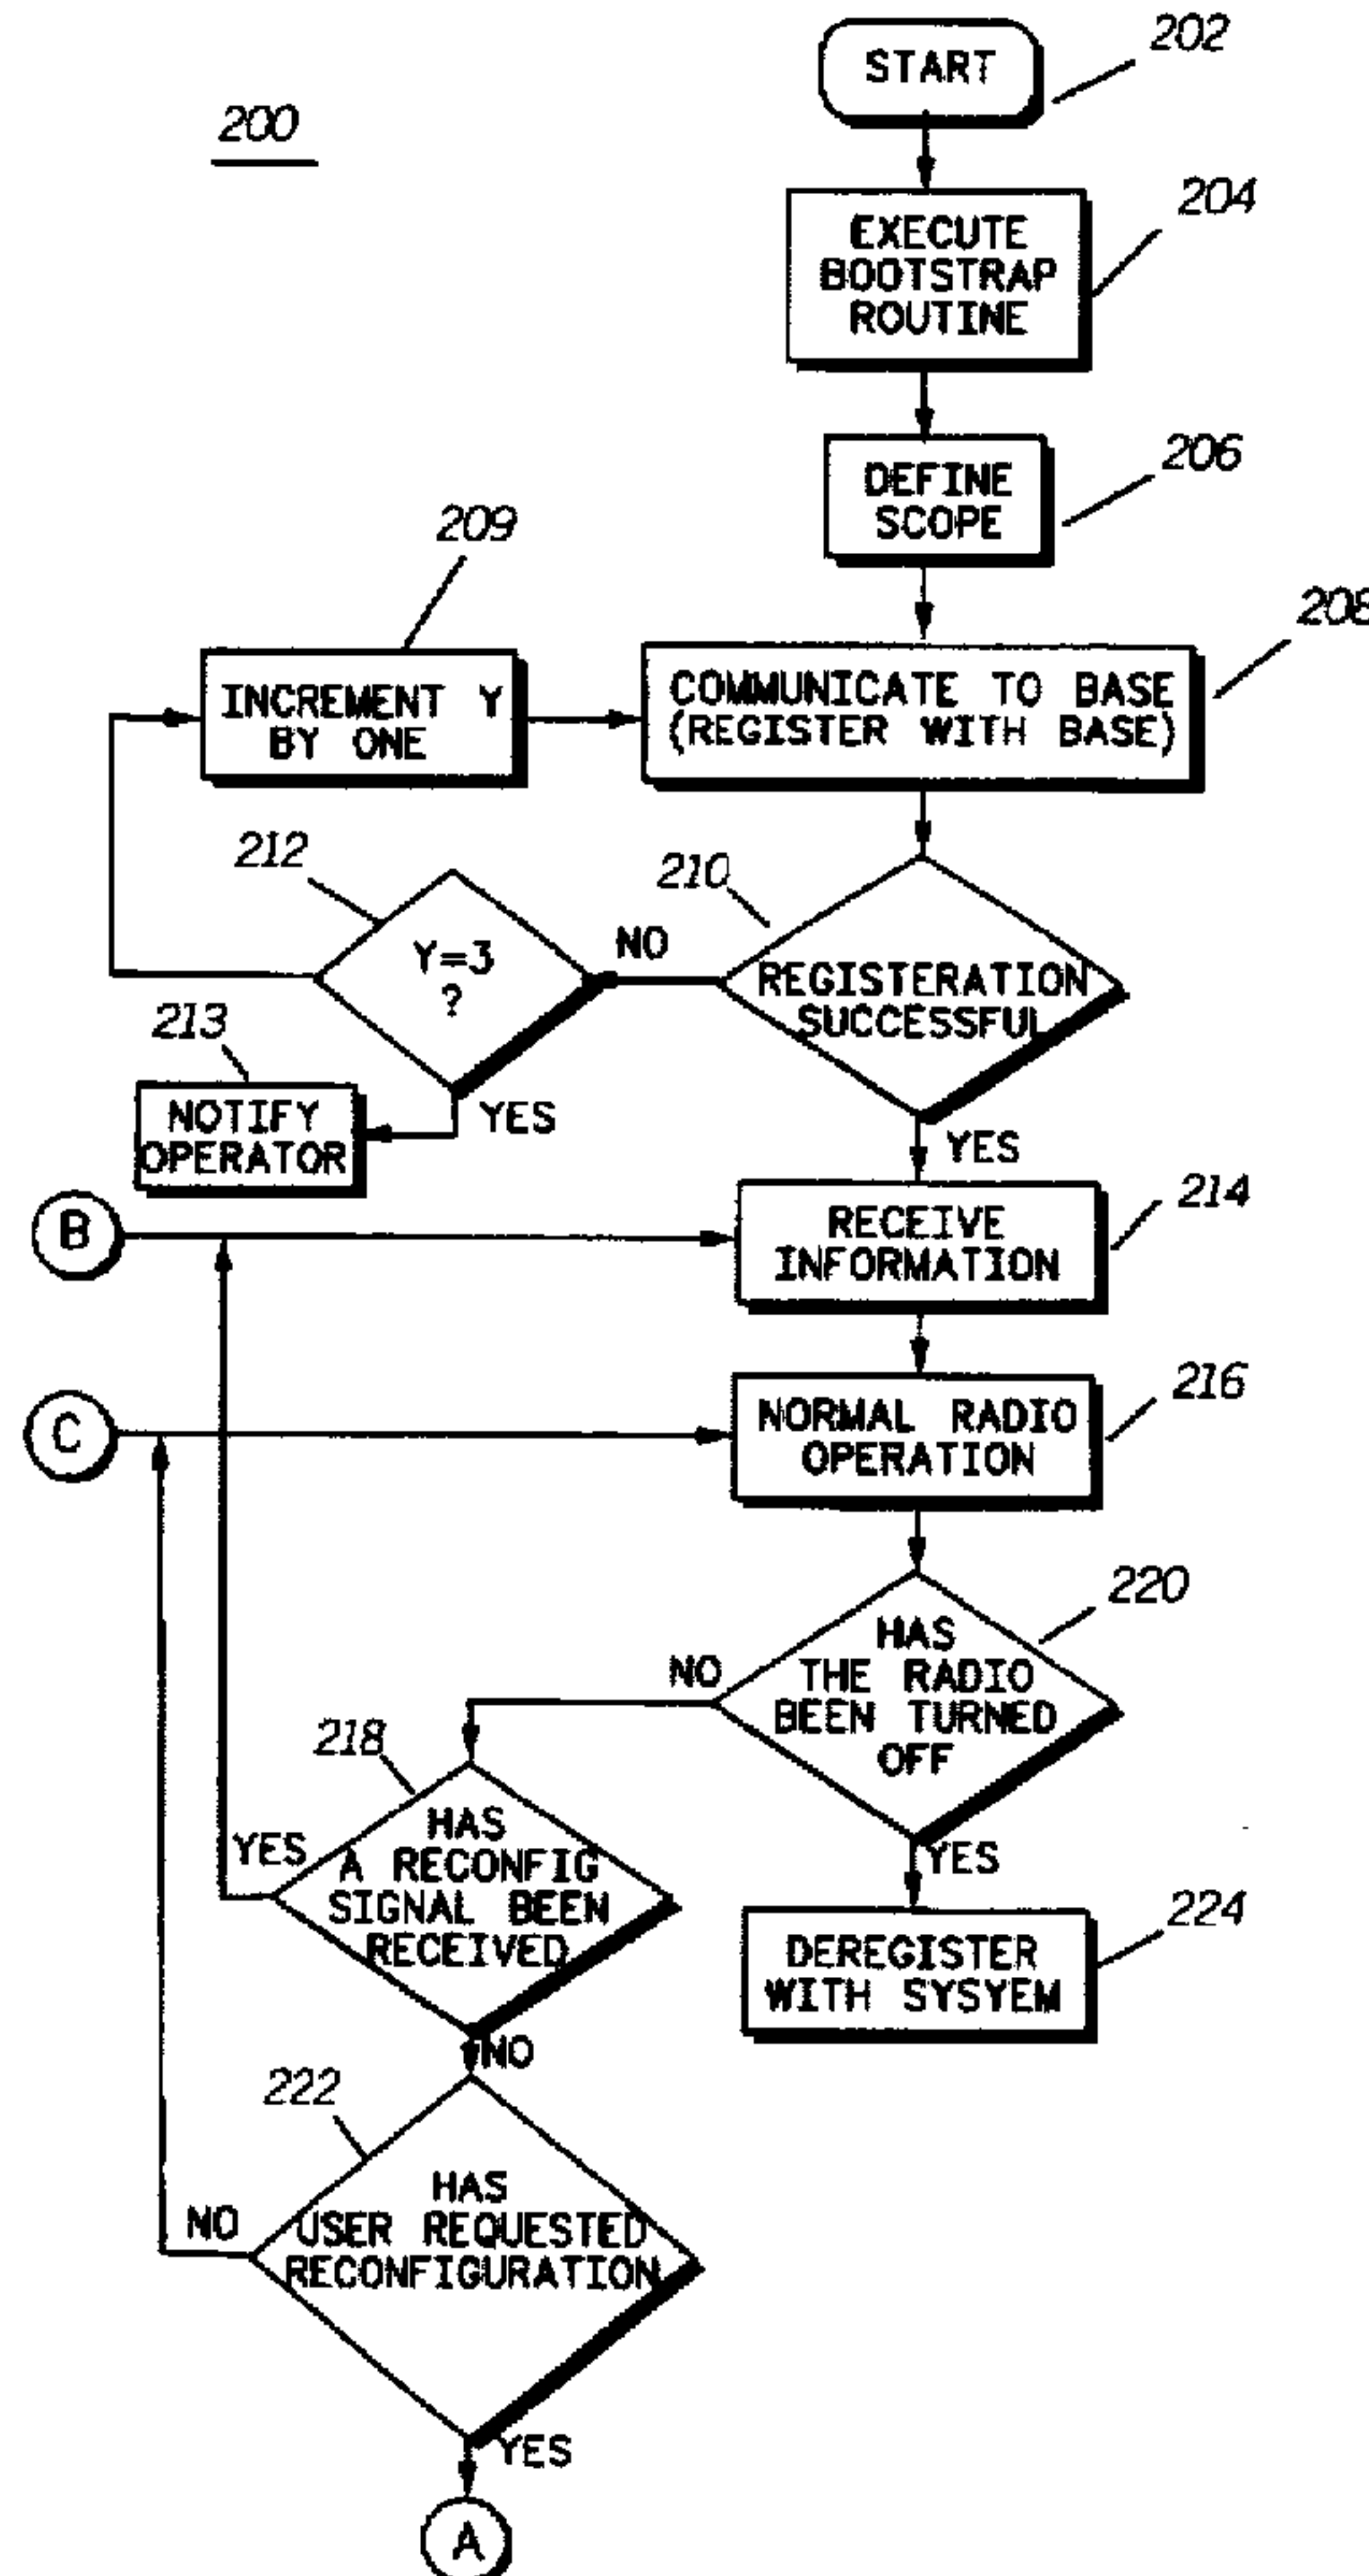 200
START
202
EXECUTE
BOOTSTRAP
ROUTINE
204
DEFINE
SCOPE
206
209
INCREMENT Y
BY ONE
COMMUNICATE TO BASE
(REGISTER WITH BASE)
208
212
Y=3
?
NO
210
REGISTERATION
SUCCESSFUL
213
NOTIFY
OPERATOR
YES
YES
B
RECEIVE
INFORMATION
214
C
NORMAL RADIO
OPERATION
216
220
HAS
THE RADIO
BEEN TURNED
OFF
NO
218
HAS
A RECONFIG
SIGNAL BEEN
RECEIVED
YES
YES
DEREGISTER
WITH SYSYEM
224
NO
222
HAS
USER REQUESTED
RECONFIGURATION
NO
YES
A